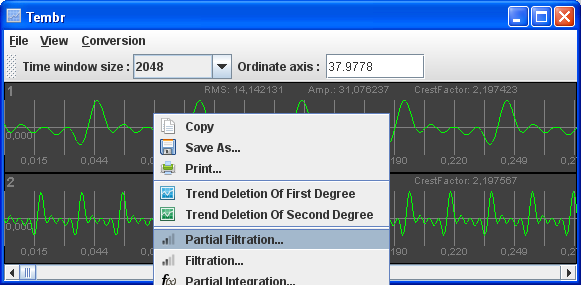 Tembr
File View Conversion
Time window size : 2048 Ordinate axis : 37.9778
1 RMS: 14,142131 Amp.: 31,076237 CrestFactor: 2,197423
0,000
0,015 0,044 0,073 190 0,220 0,249
2 CrestFactor: 2,197567
0,000
0,015 0,044 0,073 190 0,220 0,249
Copy
Save As...
Print...
Trend Deletion Of First Degree
Trend Deletion Of Second Degree
Partial Filtration...
Filtration...
f(x) Partial Integration...